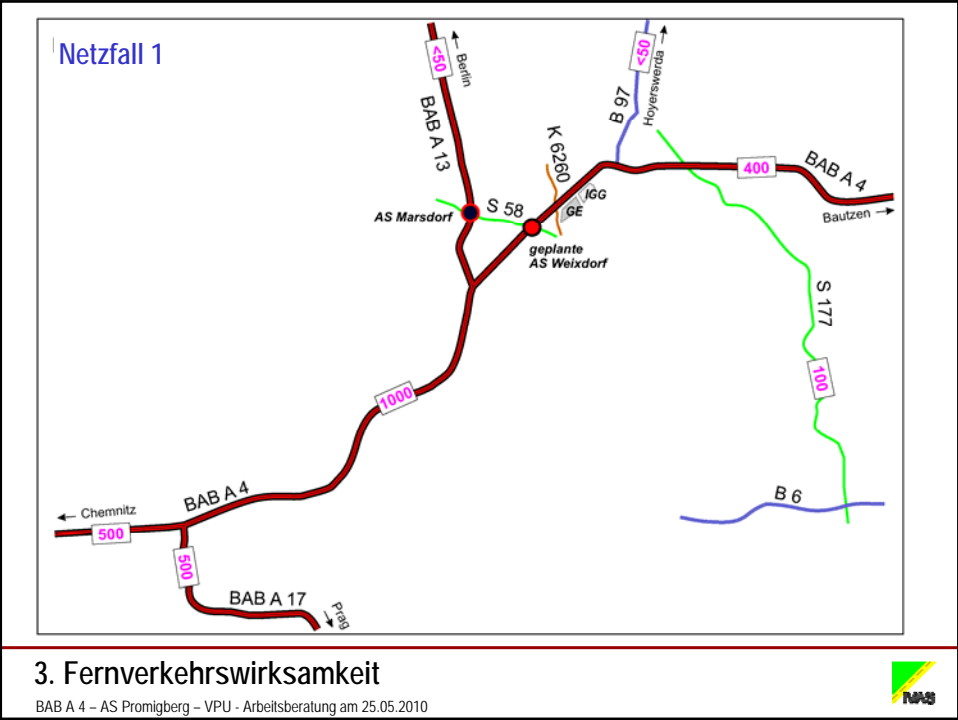 Netzfall 1
<50
Berlin
BAB A 13
B 97
<50
Hoyerswerda
K 6260
400
BAB A 4
Bautzen
AS Marsdorf
S 58
IGG
GE
geplante
AS Weixdorf
S 177
100
1000
BAB A 4
Chemnitz
500
500
BAB A 17
Prag
B 6
3. Fernverkehrswirksamkeit
BAB A 4 – AS Promigberg – VPU - Arbeitsberatung am 25.05.2010
IVAS